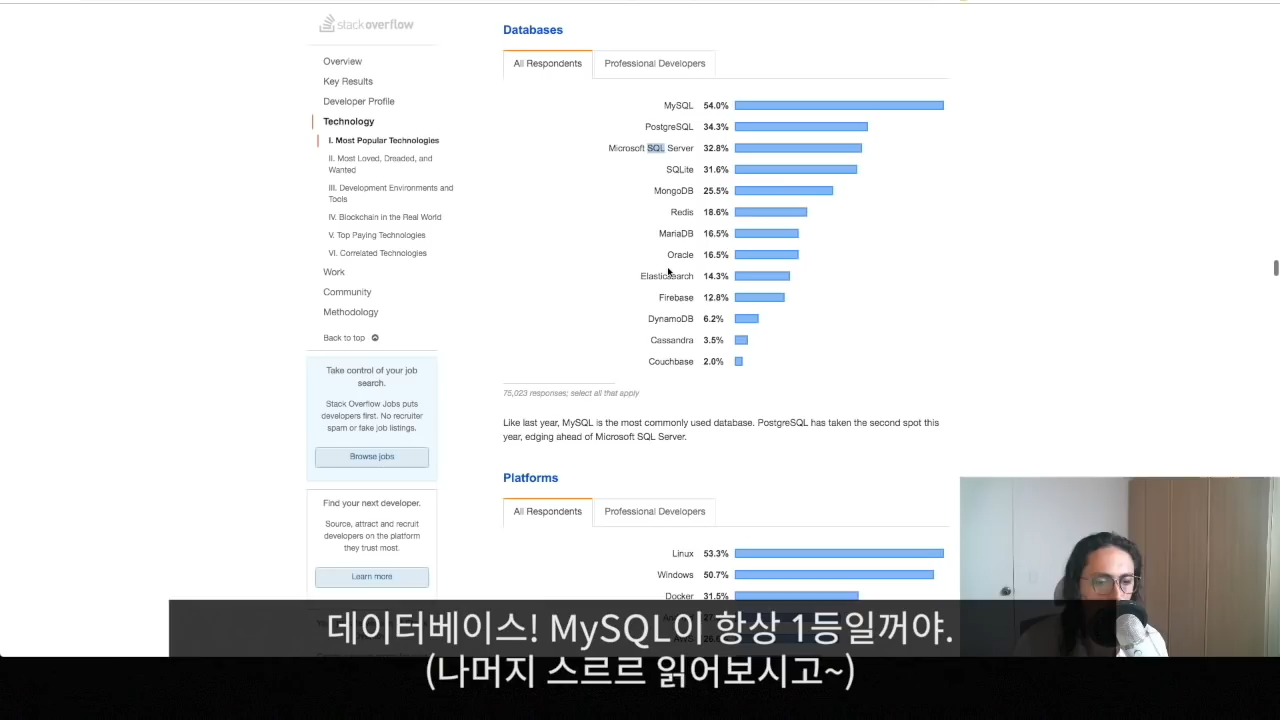 stackoverflow
Overview
Key Results
Developer Profile
Technology
I. Most Popular Technologies
II. Most Loved, Dreaded, and
Wanted
III. Development Environments and
Tools
IV. Blockchain in the Real World
V. Top Paying Technologies
VI. Correlated Technologies
Work
Community
Methodology
Back to top
Take control of your job
search.
Stack Overflow Jobs puts
developers first. No recruiter
spam or fake job listings.
Browse jobs
Find your next developer.
Source, attract and recruit
developers on the platform
they trust most.
Learn more
Databases
All Respondents Professional Developers
MySQL 54.0%
PostgreSQL 34.3%
Microsoft SQL Server 32.8%
SQLite 31.6%
MongoDB 25.5%
Redis 18.6%
MariaDB 16.5%
Oracle 16.5%
Elasticsearch 14.3%
Firebase 12.8%
DynamoDB 6.2%
Cassandra 3.5%
Couchbase 2.0%
75,023 responses; select all that apply
Like last year, MySQL is the most commonly used database. PostgreSQL has taken the second spot this
year, edging ahead of Microsoft SQL Server.
Platforms
All Respondents Professional Developers
Linux 53.3%
Windows 50.7%
Docker 31.5%
데이터베이스! MySQL이 항상 1등일꺼야.
(나머지 스르르 읽어보시고~)